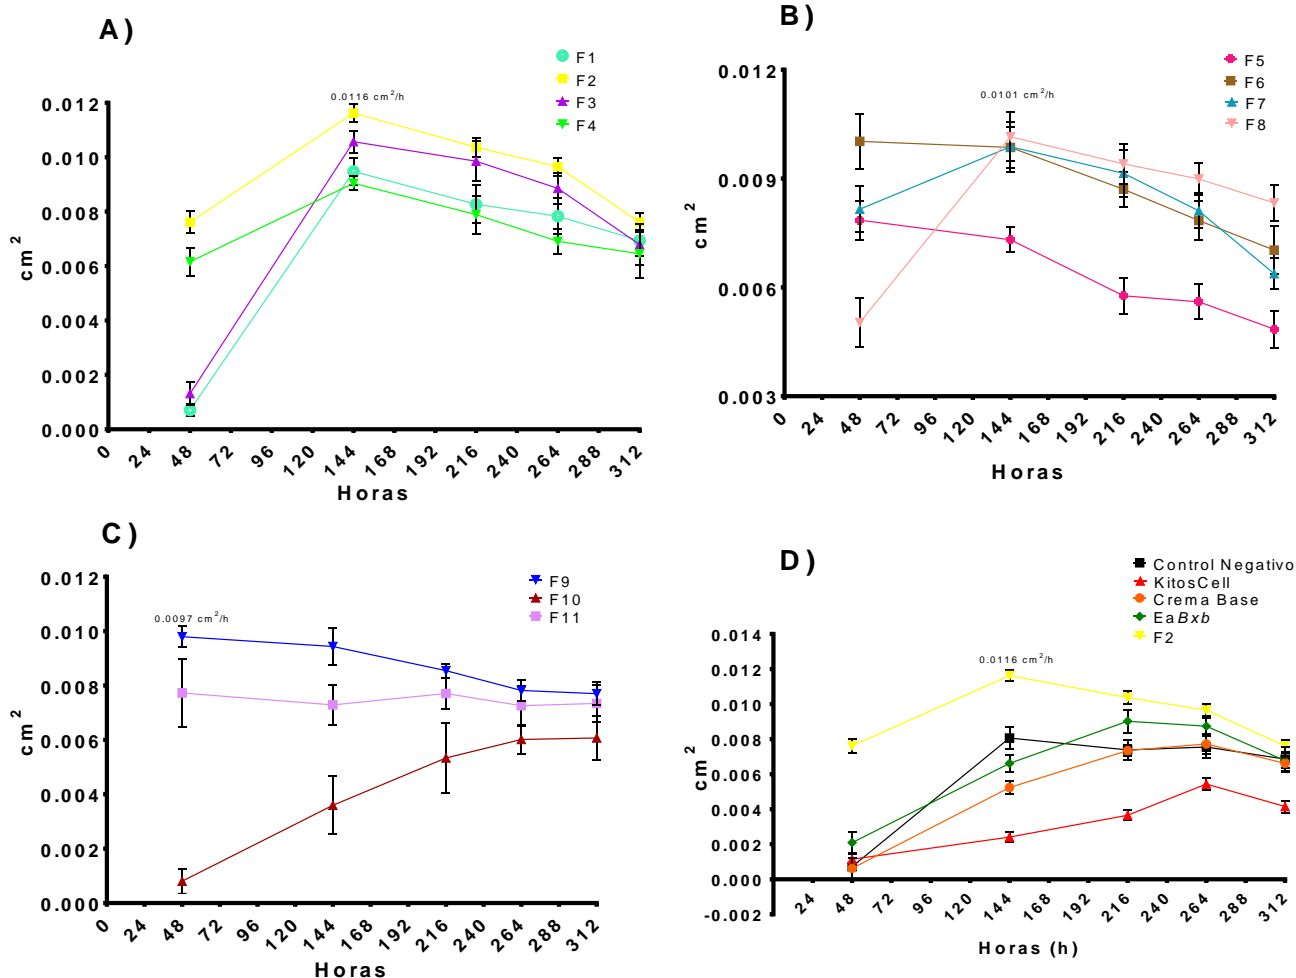 A)
F1
F2
F3
F4
0.0116 cm²/h
0.012
0.010
0.008
0.006
0.004
0.002
0.000
cm²
0 24 48 72 96 120 144 168 192 216 240 264 288 312
Horas
B)
F5
F6
F7
F8
0.0101 cm²/h
0.012
0.009
0.006
0.003
cm²
0 24 48 72 96 120 144 168 192 216 240 264 288 312
Horas
C)
F9
F10
F11
0.0097 cm²/h
0.012
0.010
0.008
0.006
0.004
0.002
0.000
cm²
0 24 48 72 96 120 144 168 192 216 240 264 288 312
Horas
D)
Control Negativo
KitosCell
Crema Base
EaBxb
F2
0.0116 cm²/h
0.014
0.012
0.010
0.008
0.006
0.004
0.002
0.000
-0.002
cm²
24 48 72 96 120 144 168 192 216 240 264 288 312
Horas (h)